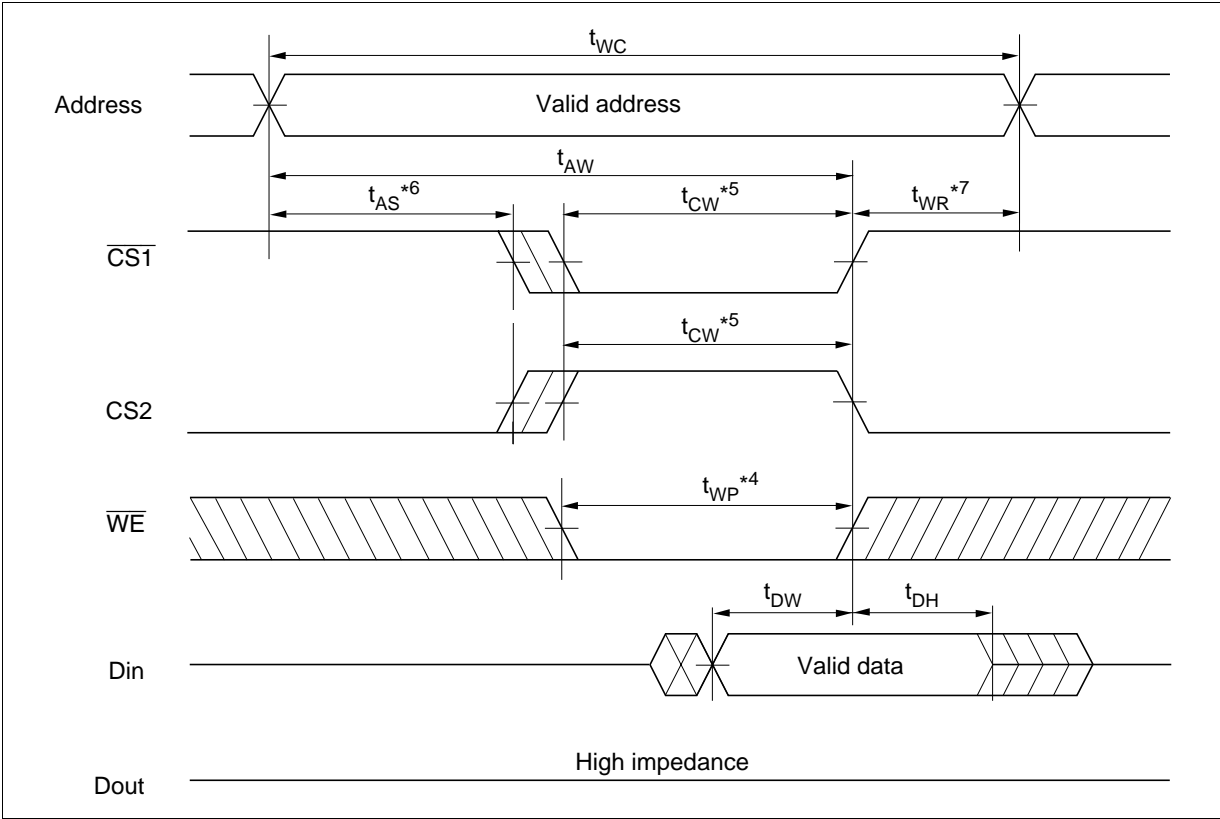 tWC
Address
Valid address
tAW
tAS*6
tCW*5
tWR*7
CS1
tCW*5
CS2
tWP*4
WE
tDW
tDH
Din
Valid data
High impedance
Dout